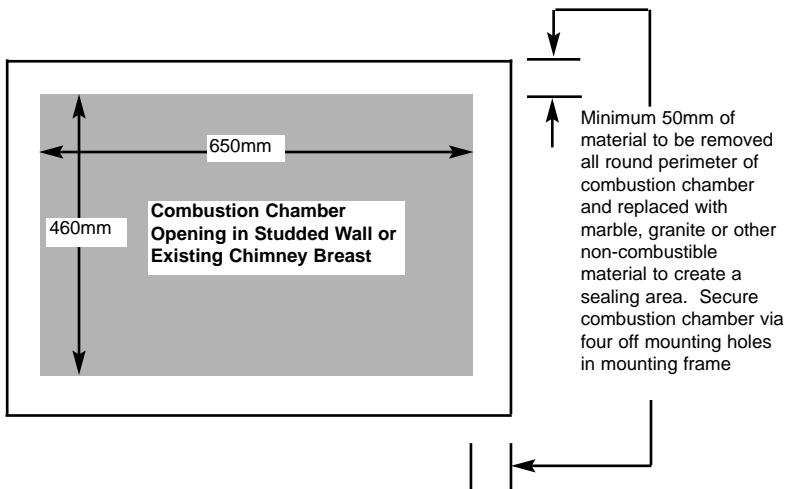 650mm
460mm
Combustion Chamber
Opening in Studded Wall or
Existing Chimney Breast
Minimum 50mm of
material to be removed
all round perimeter of
combustion chamber
and replaced with
marble, granite or other
non-combustible
material to create a
sealing area.  Secure
combustion chamber via
four off mounting holes
in mounting frame